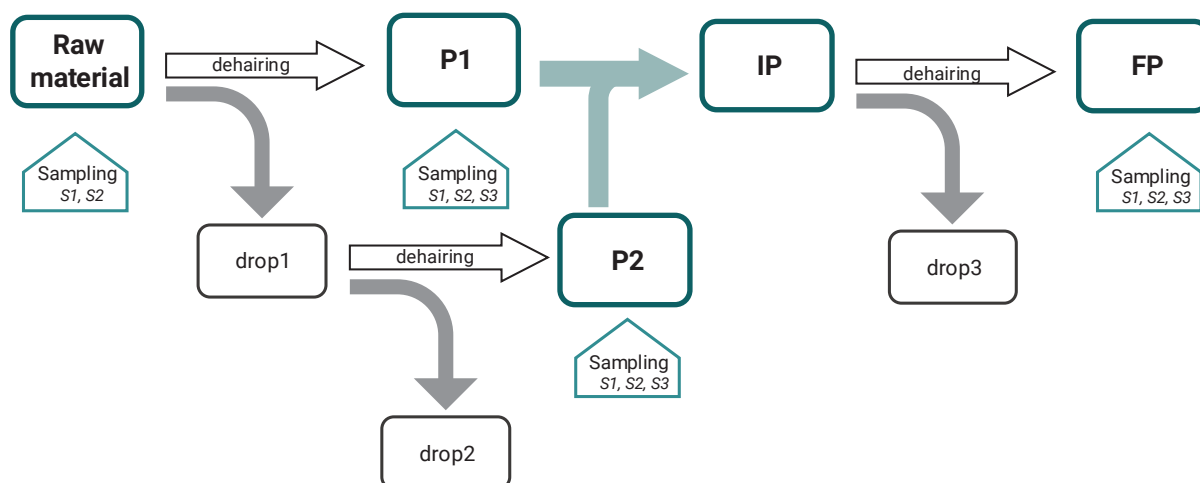 Raw
material
dehairing
P1
IP
dehairing
FP
Sampling
S1, S2
Sampling
S1, S2, S3
Sampling
S1, S2, S3
drop1
dehairing
P2
drop3
Sampling
S1, S2, S3
drop2